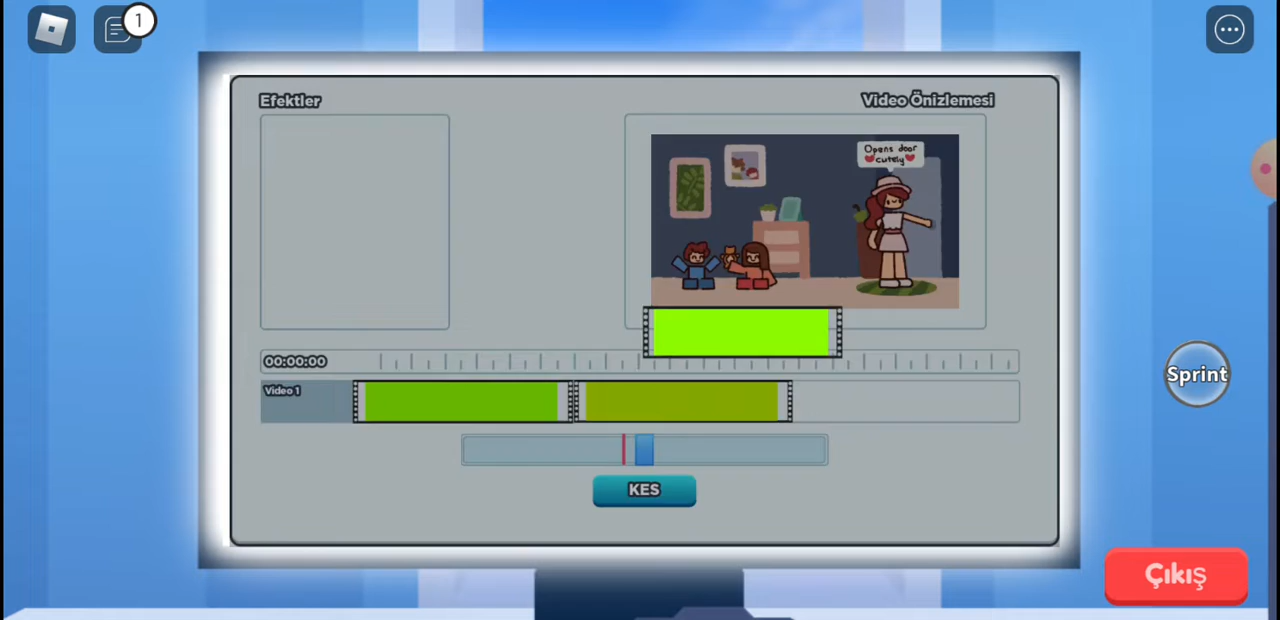 1
Efektler
Video Önizlemesi
Opens door
cutely
00:00:00
Video 1
Sprint
KES
Çıkış